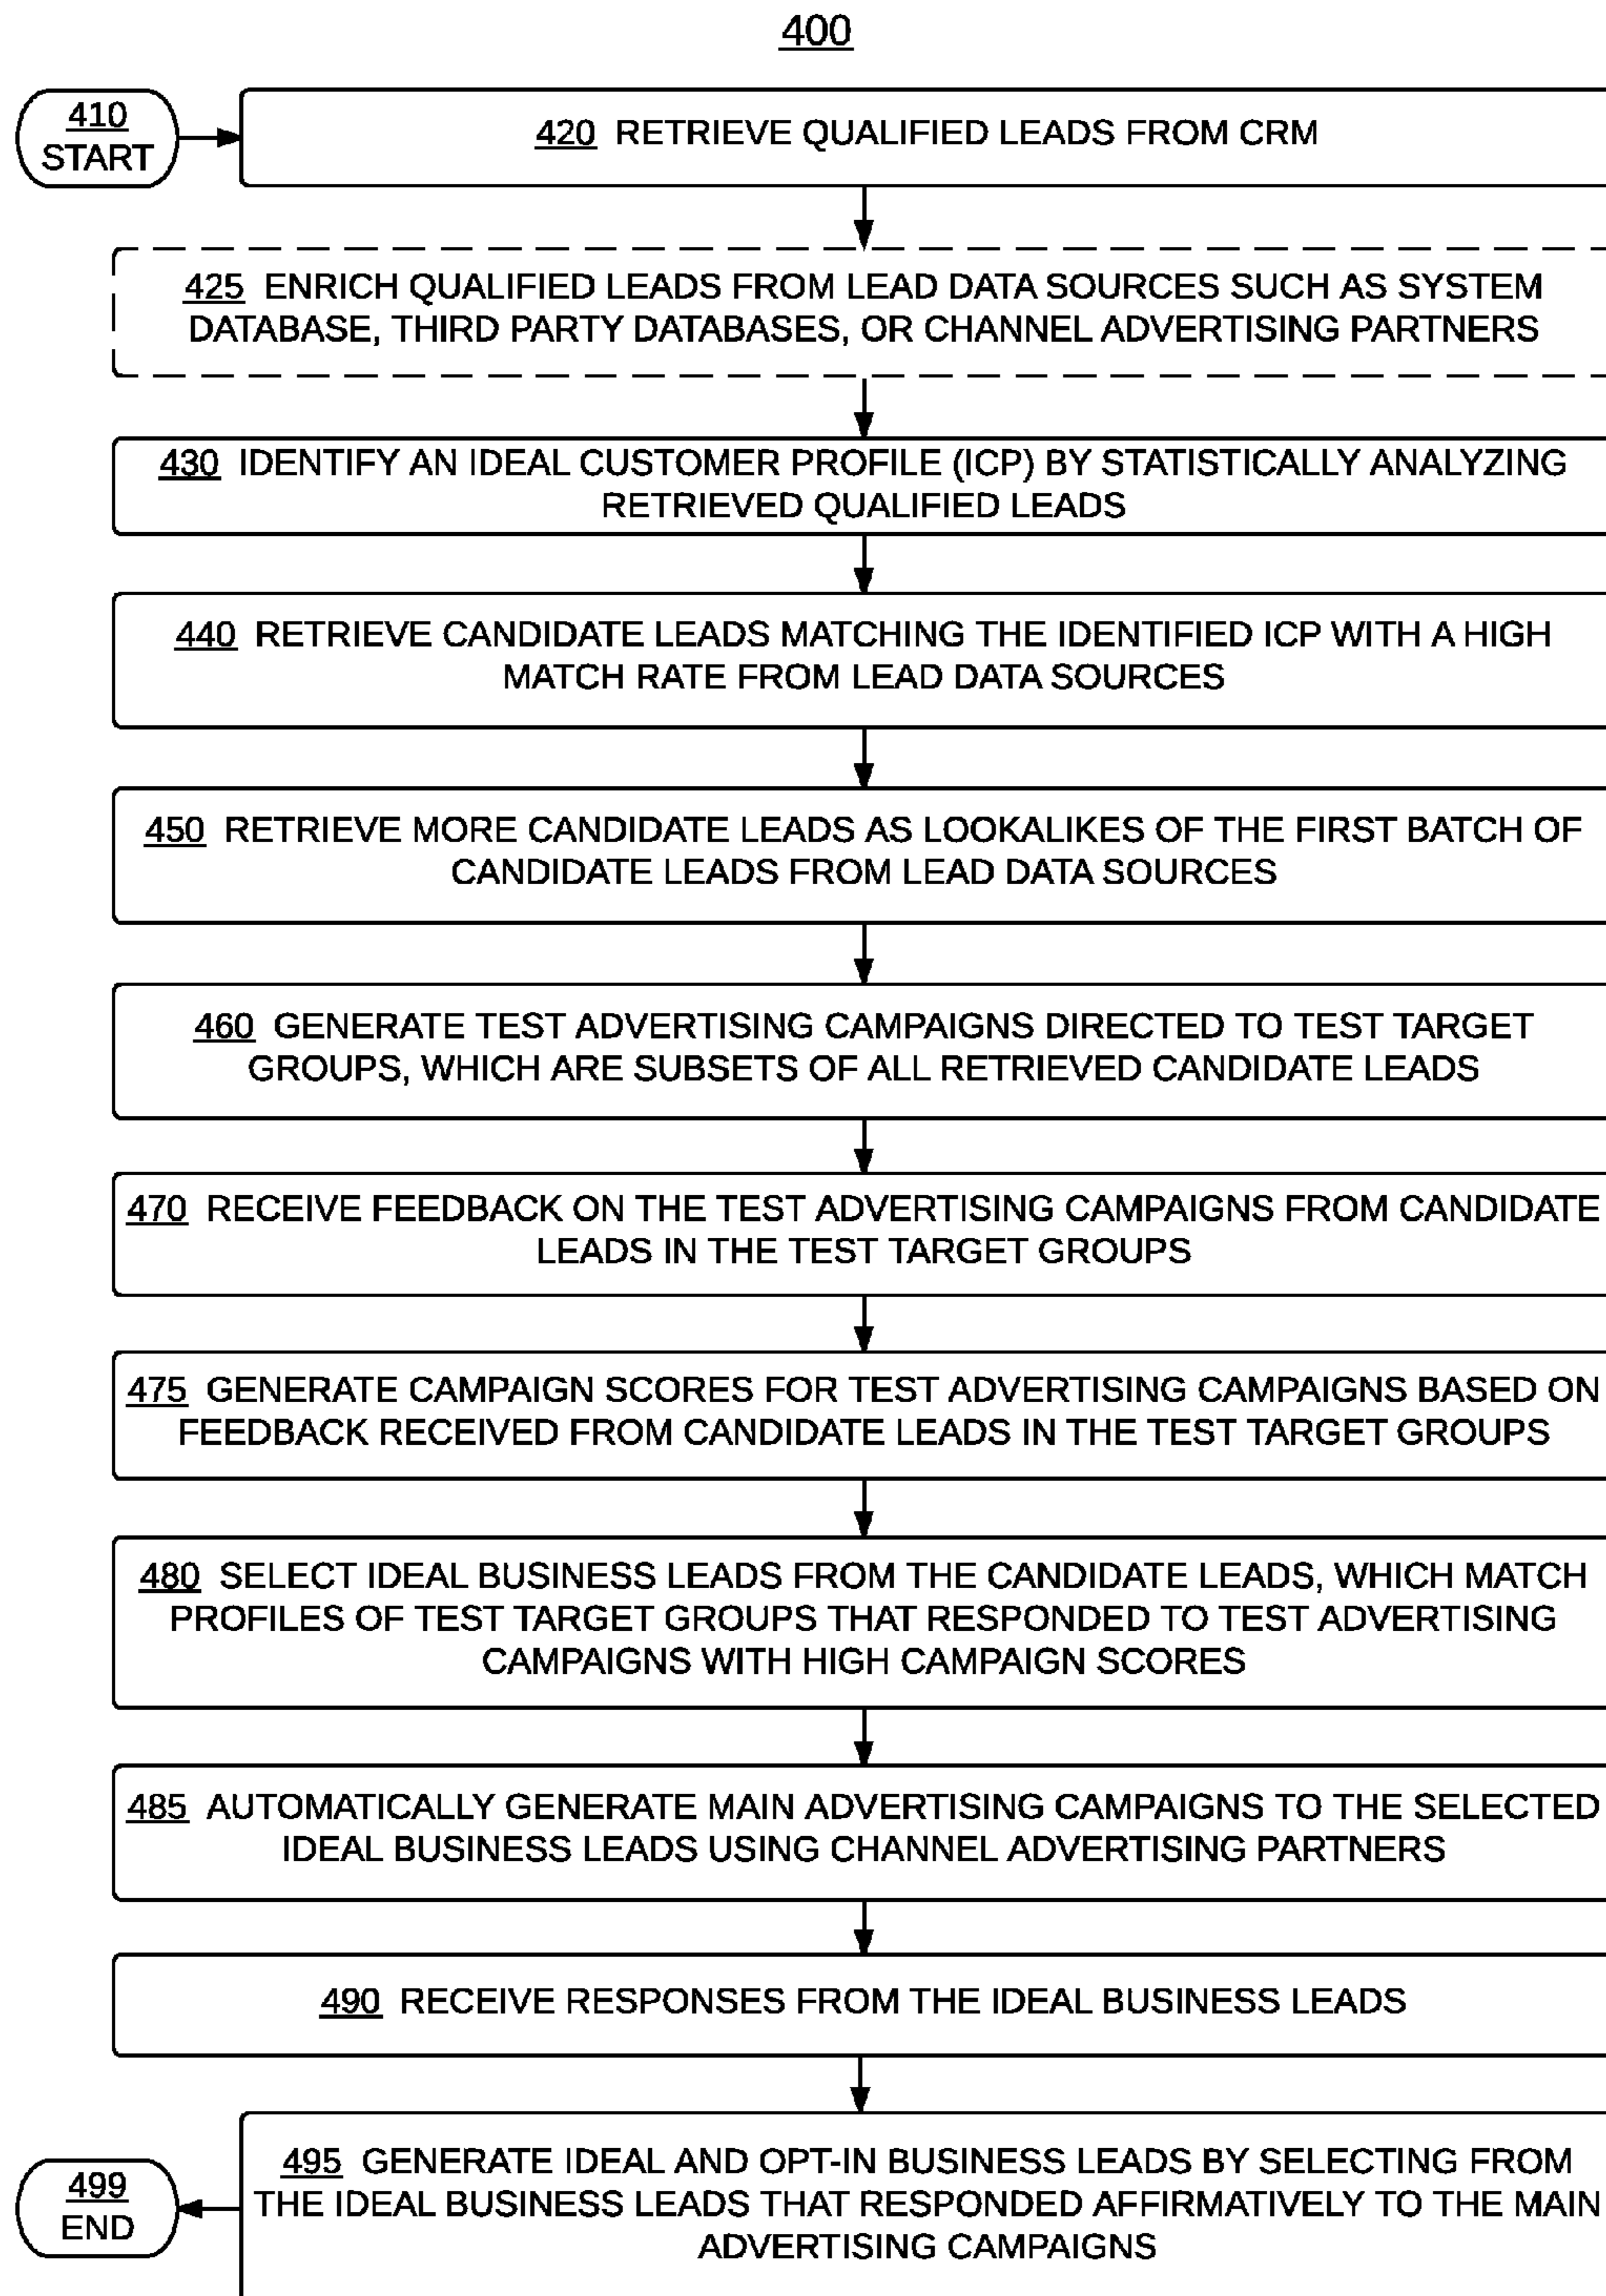 400
410
START
420 RETRIEVE QUALIFIED LEADS FROM CRM
425 ENRICH QUALIFIED LEADS FROM LEAD DATA SOURCES SUCH AS SYSTEM
DATABASE, THIRD PARTY DATABASES, OR CHANNEL ADVERTISING PARTNERS
430 IDENTIFY AN IDEAL CUSTOMER PROFILE (ICP) BY STATISTICALLY ANALYZING
RETRIEVED QUALIFIED LEADS
440 RETRIEVE CANDIDATE LEADS MATCHING THE IDENTIFIED ICP WITH A HIGH
MATCH RATE FROM LEAD DATA SOURCES
450 RETRIEVE MORE CANDIDATE LEADS AS LOOKALIKES OF THE FIRST BATCH OF
CANDIDATE LEADS FROM LEAD DATA SOURCES
460 GENERATE TEST ADVERTISING CAMPAIGNS DIRECTED TO TEST TARGET
GROUPS, WHICH ARE SUBSETS OF ALL RETRIEVED CANDIDATE LEADS
470 RECEIVE FEEDBACK ON THE TEST ADVERTISING CAMPAIGNS FROM CANDIDATE
LEADS IN THE TEST TARGET GROUPS
475 GENERATE CAMPAIGN SCORES FOR TEST ADVERTISING CAMPAIGNS BASED ON
FEEDBACK RECEIVED FROM CANDIDATE LEADS IN THE TEST TARGET GROUPS
480 SELECT IDEAL BUSINESS LEADS FROM THE CANDIDATE LEADS, WHICH MATCH
PROFILES OF TEST TARGET GROUPS THAT RESPONDED TO TEST ADVERTISING
CAMPAIGNS WITH HIGH CAMPAIGN SCORES
485 AUTOMATICALLY GENERATE MAIN ADVERTISING CAMPAIGNS TO THE SELECTED
IDEAL BUSINESS LEADS USING CHANNEL ADVERTISING PARTNERS
490 RECEIVE RESPONSES FROM THE IDEAL BUSINESS LEADS
495 GENERATE IDEAL AND OPT-IN BUSINESS LEADS BY SELECTING FROM
THE IDEAL BUSINESS LEADS THAT RESPONDED AFFIRMATIVELY TO THE MAIN
ADVERTISING CAMPAIGNS
499
END